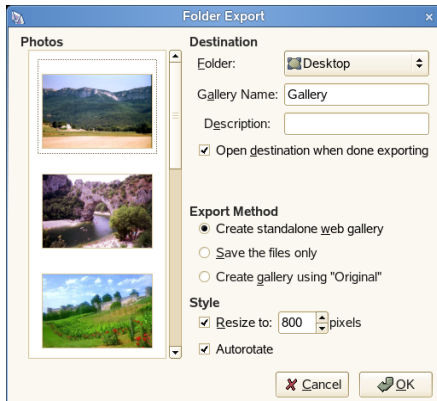 Folder Export
Photos
Destination
Folder:
Desktop
Gallery Name:
Gallery
Description:
Open destination when done exporting
Export Method
Create standalone web gallery
Save the files only
Create gallery using "Original"
Style
Resize to:
800
pixels
Autorotate
Cancel
OK